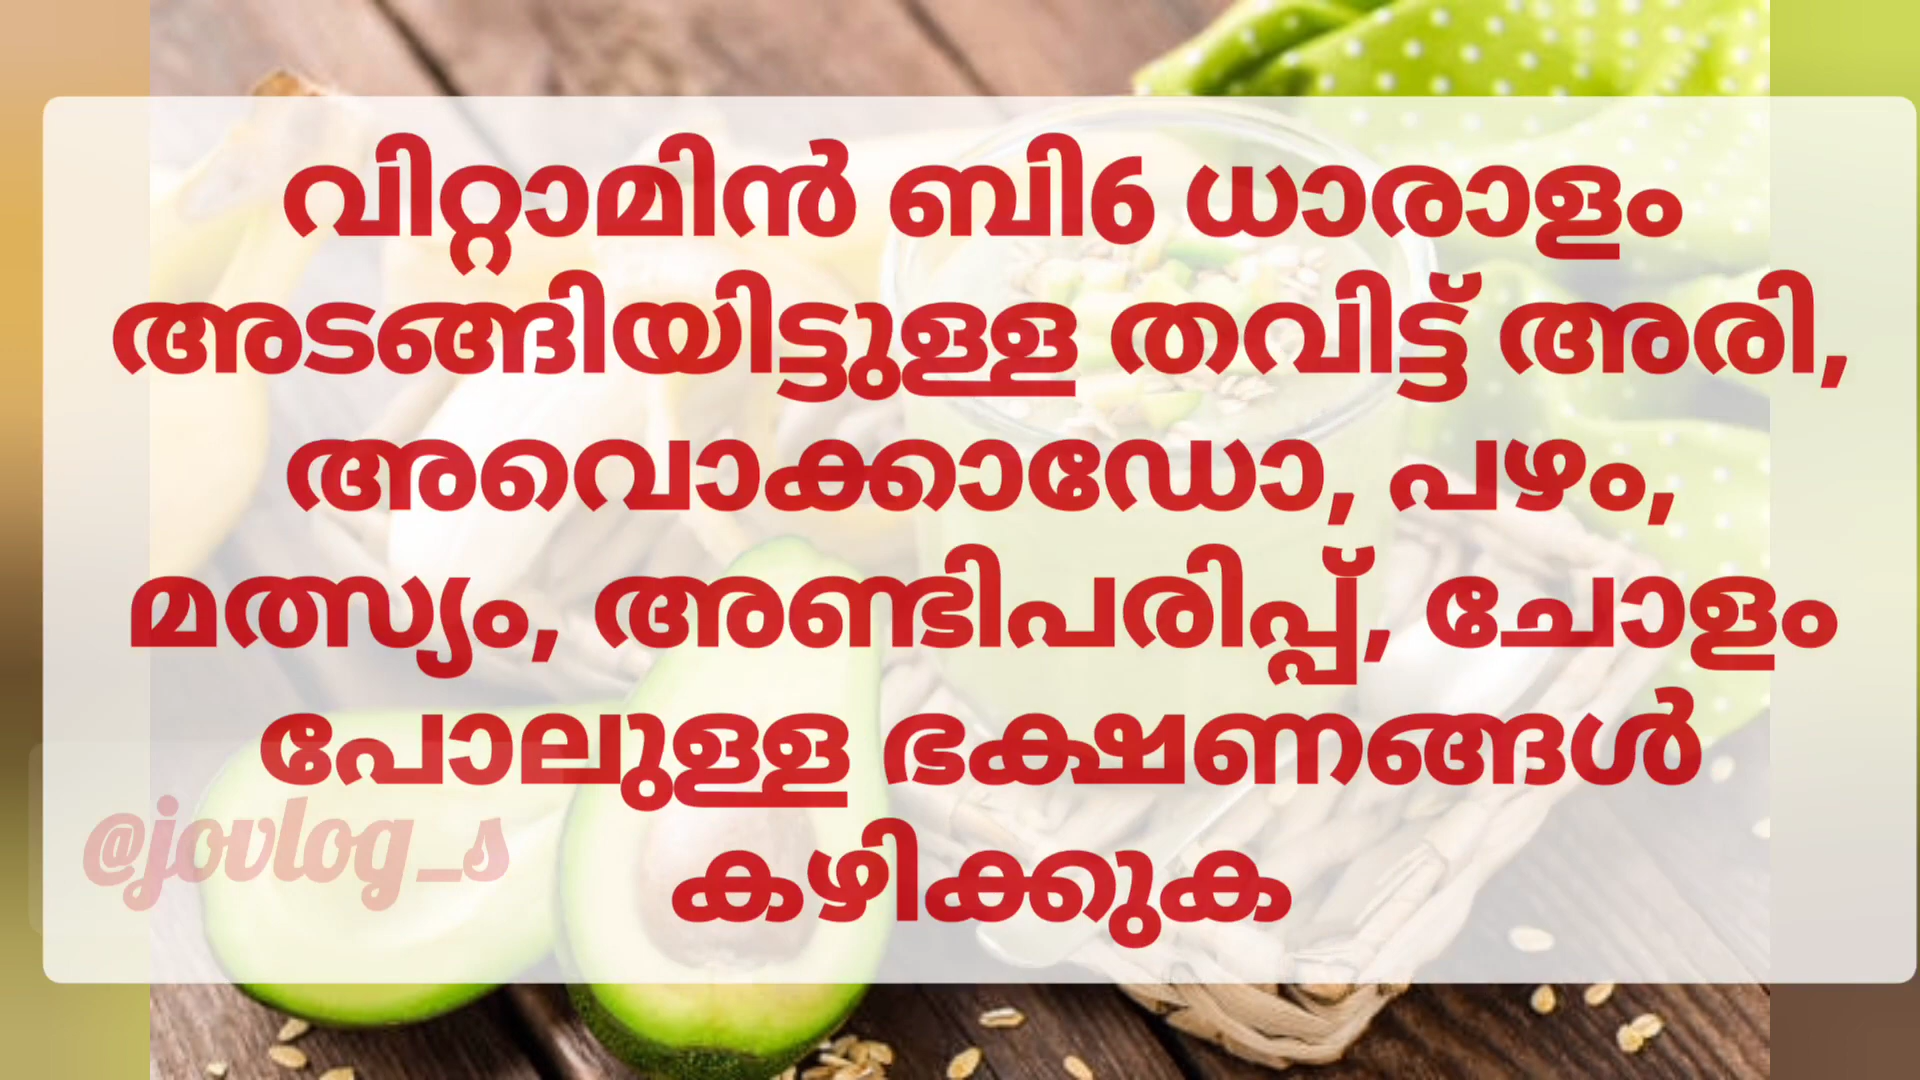 വിറ്റാമിൻ ബി6 ധാരാളം
അടങ്ങിയിട്ടുള്ള തവിട്ട് അരി,
അവൊക്കാഡോ, പഴം,
മത്സ്യം, അണ്ടിപരിപ്പ്, ചോളം
പോലുള്ള ഭക്ഷണങ്ങൾ
കഴിക്കുക
@jovlog_s